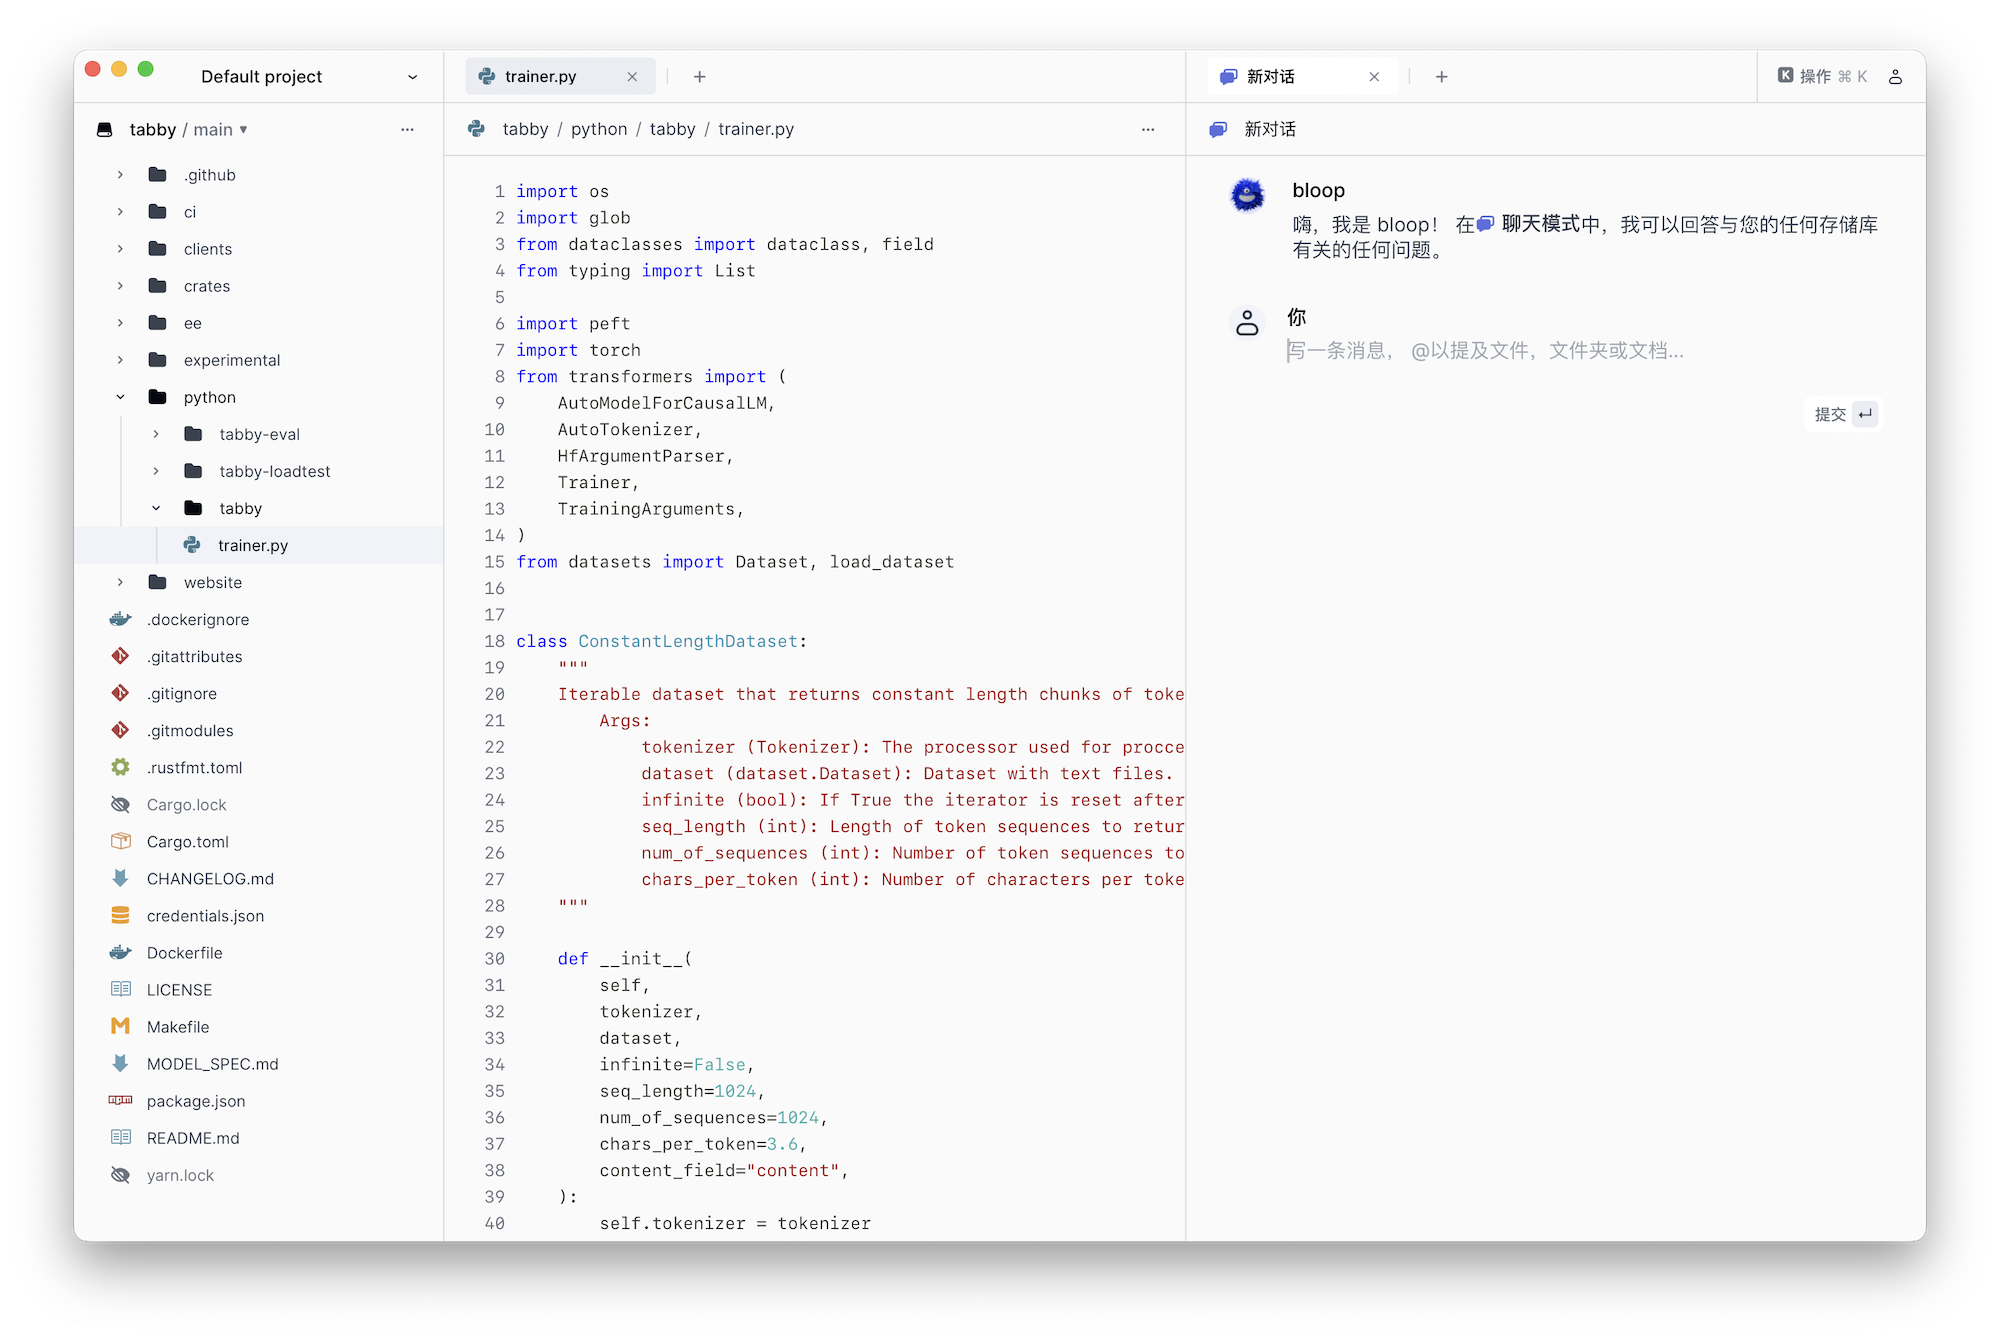 Default project
trainer.py
新对话
操作 ⌘ K
tabby / main
.github
ci
clients
crates
ee
experimental
python
tabby-eval
tabby-loadtest
tabby
trainer.py
website
.dockerignore
.gitattributes
.gitignore
.gitmodules
.rustfmt.toml
Cargo.lock
Cargo.toml
CHANGELOG.md
credentials.json
Dockerfile
LICENSE
Makefile
MODEL_SPEC.md
package.json
README.md
yarn.lock
tabby / python / tabby / trainer.py
1 import os
2 import glob
3 from dataclasses import dataclass, field
4 from typing import List
5
6 import peft
7 import torch
8 from transformers import (
9 AutoModelForCausalLM,
10 AutoTokenizer,
11 HfArgumentParser,
12 Trainer,
13 TrainingArguments,
14 )
15 from datasets import Dataset, load_dataset
16
17
18 class ConstantLengthDataset:
19 """
20 Iterable dataset that returns constant length chunks of toke
21 Args:
22 tokenizer (Tokenizer): The processor used for procce
23 dataset (dataset.Dataset): Dataset with text files.
24 infinite (bool): If True the iterator is reset after
25 seq_length (int): Length of token sequences to retur
26 num_of_sequences (int): Number of token sequences to
27 chars_per_token (int): Number of characters per toke
28 """
29
30 def __init__(
31 self,
32 tokenizer,
33 dataset,
34 infinite=False,
35 seq_length=1024,
36 num_of_sequences=1024,
37 chars_per_token=3.6,
38 content_field="content",
39 ):
40 self.tokenizer = tokenizer
新对话
bloop
嗨，我是 bloop！ 在 聊天模式中，我可以回答与您的任何存储库
有关的任何问题。
你
写一条消息， @以提及文件，文件夹或文档...
提交